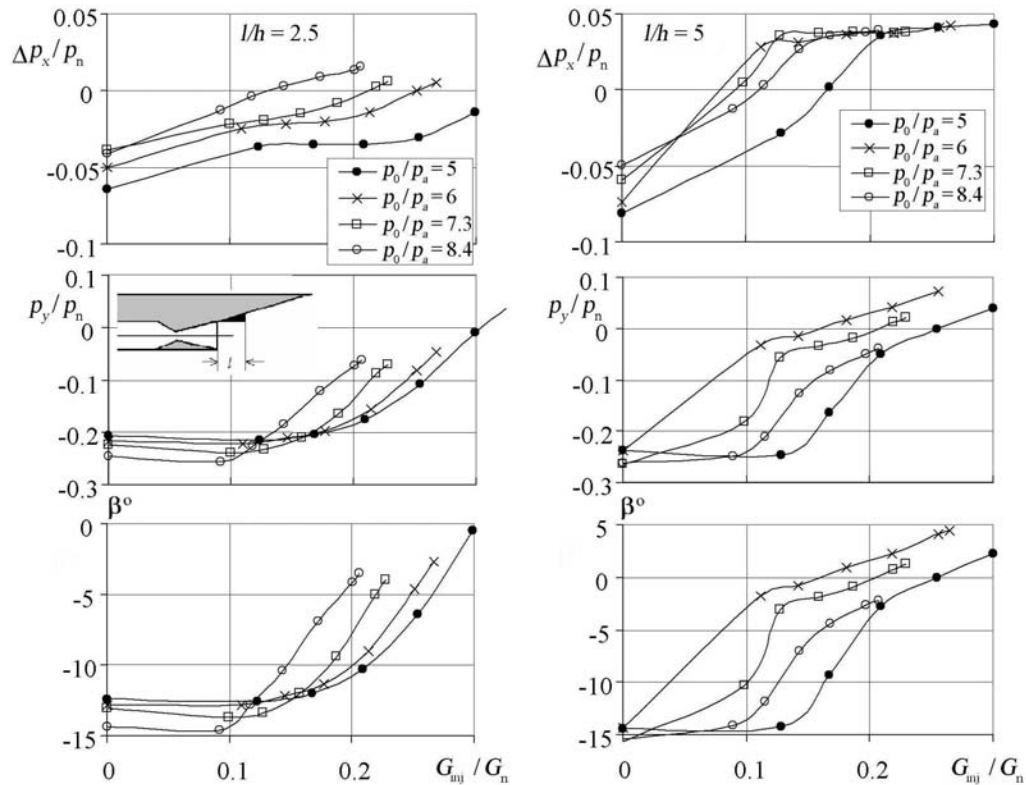 0.05
l/h = 2.5
Δp_x/p_n
0
-0.05
-0.1
p_0/p_a = 5
p_0/p_a = 6
p_0/p_a = 7.3
p_0/p_a = 8.4
0.1
p_y/p_n
0
-0.1
-0.2
-0.3
l
β°
0
-5
-10
-15
0
0.1
0.2
G_inj/G_n
0.05
l/h = 5
Δp_x/p_n
0
-0.05
-0.1
p_0/p_a = 5
p_0/p_a = 6
p_0/p_a = 7.3
p_0/p_a = 8.4
0.1
p_y/p_n
0
-0.1
-0.2
-0.3
β°
5
0
-5
-10
-15
0
0.1
0.2
G_inj/G_n